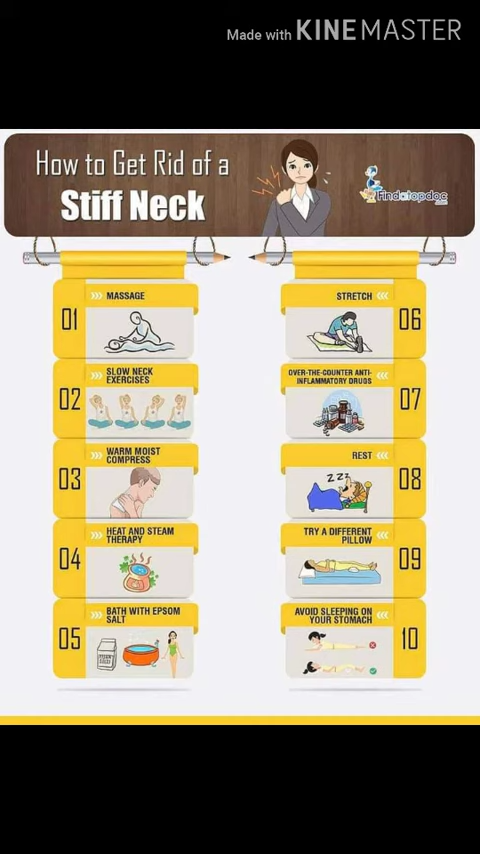 Made with KINEMASTER
How to Get Rid of a
Stiff Neck
Findatopdoc
.com
01
MASSAGE
02
SLOW NECK
EXERCISES
03
WARM MOIST
COMPRESS
04
HEAT AND STEAM
THERAPY
05
BATH WITH EPSOM
SALT
STRETCH
06
OVER-THE-COUNTER ANTI-
INFLAMMATORY DRUGS
07
REST
08
ZZZ
TRY A DIFFERENT
PILLOW
09
AVOID SLEEPING ON
YOUR STOMACH
10